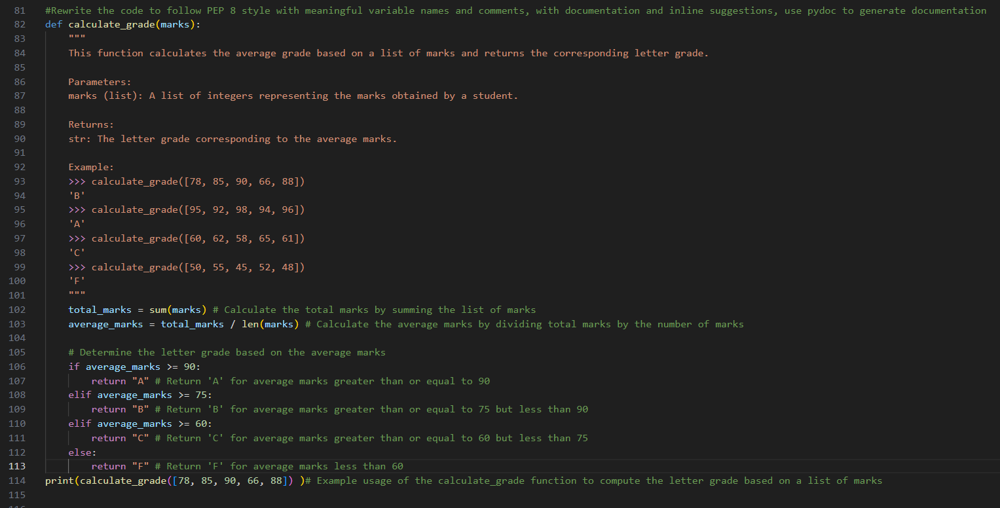 81 #Rewrite the code to follow PEP 8 style with meaningful variable names and comments, with documentation and inline suggestions, use pydoc to generate documentation
82 def calculate_grade(marks):
83     """
84     This function calculates the average grade based on a list of marks and returns the corresponding letter grade.
85
86     Parameters:
87     marks (list): A list of integers representing the marks obtained by a student.
88
89     Returns:
90     str: The letter grade corresponding to the average marks.
91
92     Example:
93     >>> calculate_grade([78, 85, 90, 66, 88])
94     'B'
95     >>> calculate_grade([95, 92, 98, 94, 96])
96     'A'
97     >>> calculate_grade([60, 62, 58, 65, 61])
98     'C'
99     >>> calculate_grade([50, 55, 45, 52, 48])
100     'F'
101     """
102     total_marks = sum(marks) # Calculate the total marks by summing the list of marks
103     average_marks = total_marks / len(marks) # Calculate the average marks by dividing total marks by the number of marks
104
105     # Determine the letter grade based on the average marks
106     if average_marks >= 90:
107         return "A" # Return 'A' for average marks greater than or equal to 90
108     elif average_marks >= 75:
109         return "B" # Return 'B' for average marks greater than or equal to 75 but less than 90
110     elif average_marks >= 60:
111         return "C" # Return 'C' for average marks greater than or equal to 60 but less than 75
112     else:
113         return "F" # Return 'F' for average marks less than 60
114 print(calculate_grade([78, 85, 90, 66, 88]) )# Example usage of the calculate_grade function to compute the letter grade based on a list of marks
115